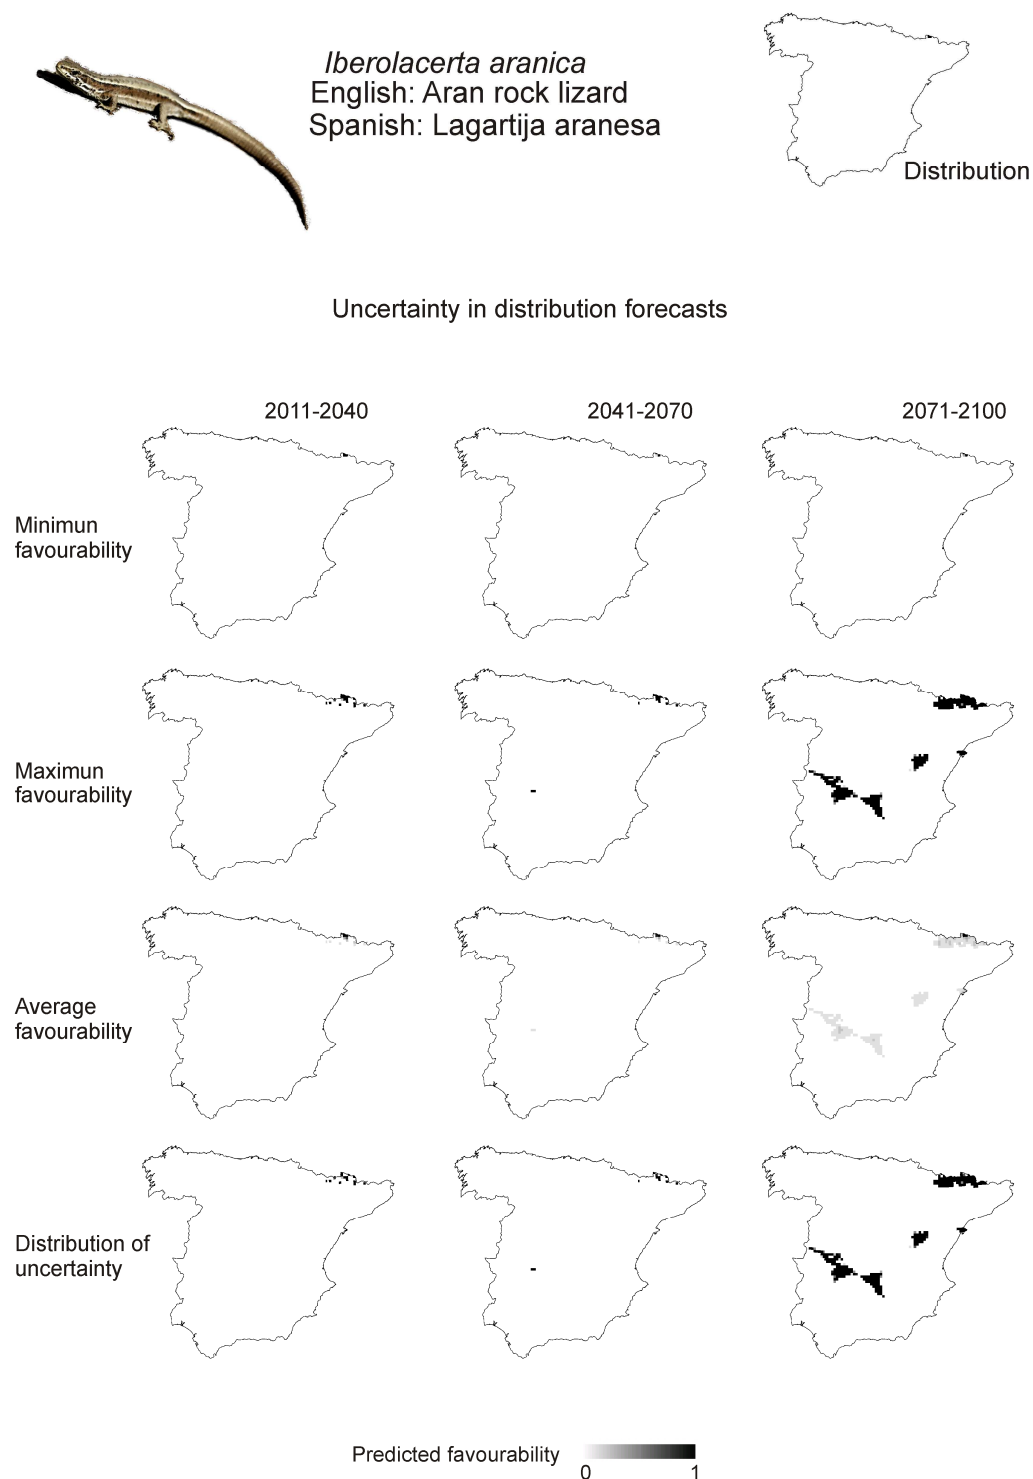 Iberolacerta aranica
English: Aran rock lizard
Spanish: Lagartija aranesa
Distribution
Uncertainty in distribution forecasts
2011-2040
2041-2070
2071-2100
Minimun
favourability
Maximun
favourability
Average
favourability
Distribution of
uncertainty
Predicted favourability
0
1